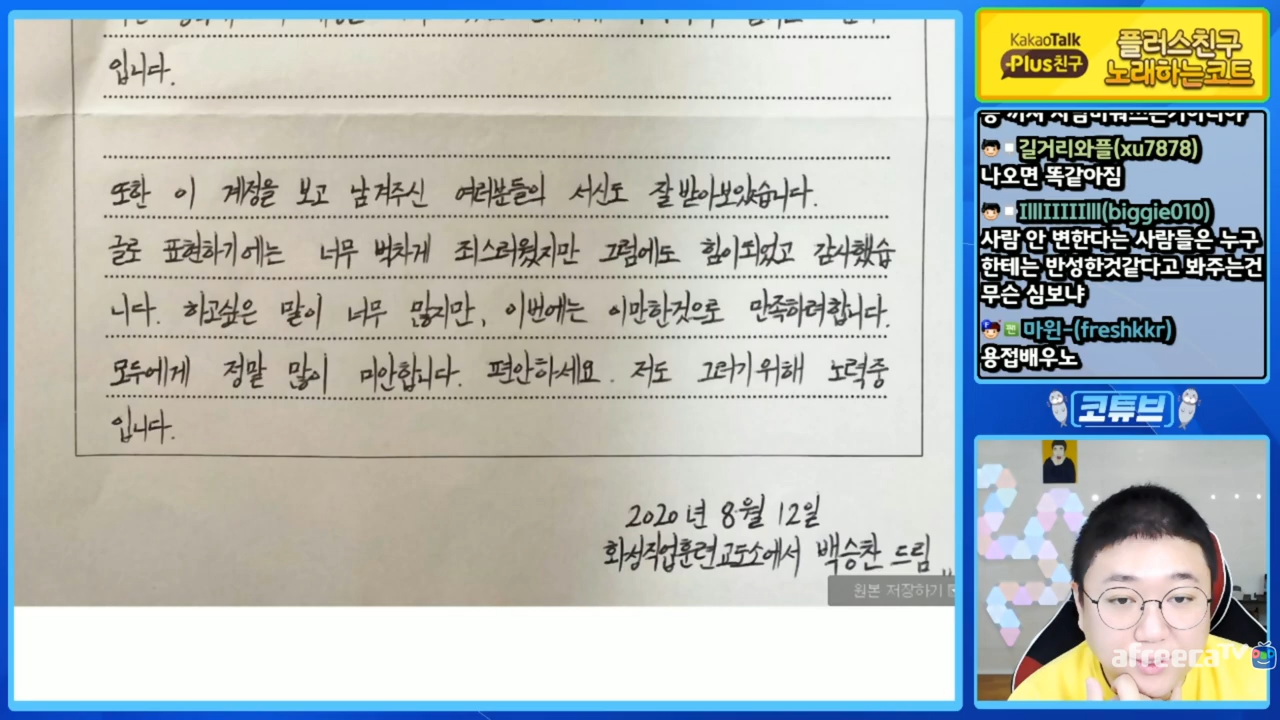 입니다.
또한 이 계정을 보고 남겨주신 여러분들의 서신도 잘 받아보았습니다.
글로 표현하기에는 너무 벅차게 죄스러웠지만 그럼에도 힘이되었고 감사했습
니다. 하고싶은 말이 너무 많지만, 이번에는 이만한것으로 만족하려합니다.
모두에게 정말 많이 미안합니다. 편안하세요. 저도 그러기위해 노력중
입니다.
2020년 8월 12일
화성직업훈련교도소에서 백승찬 드림
원본 저장하기
KakaoTalk
Plus친구
플러스친구
노래하는코트
길거리와플(xu7878)
나오면 똑같아짐
(biggie010)
사람 안 변한다는 사람들은 누구
한테는 반성한것같다고 봐주는건
무슨 심보냐
팬 마윈-(freshkkr)
용접배우노
코튜브
afreecaTV